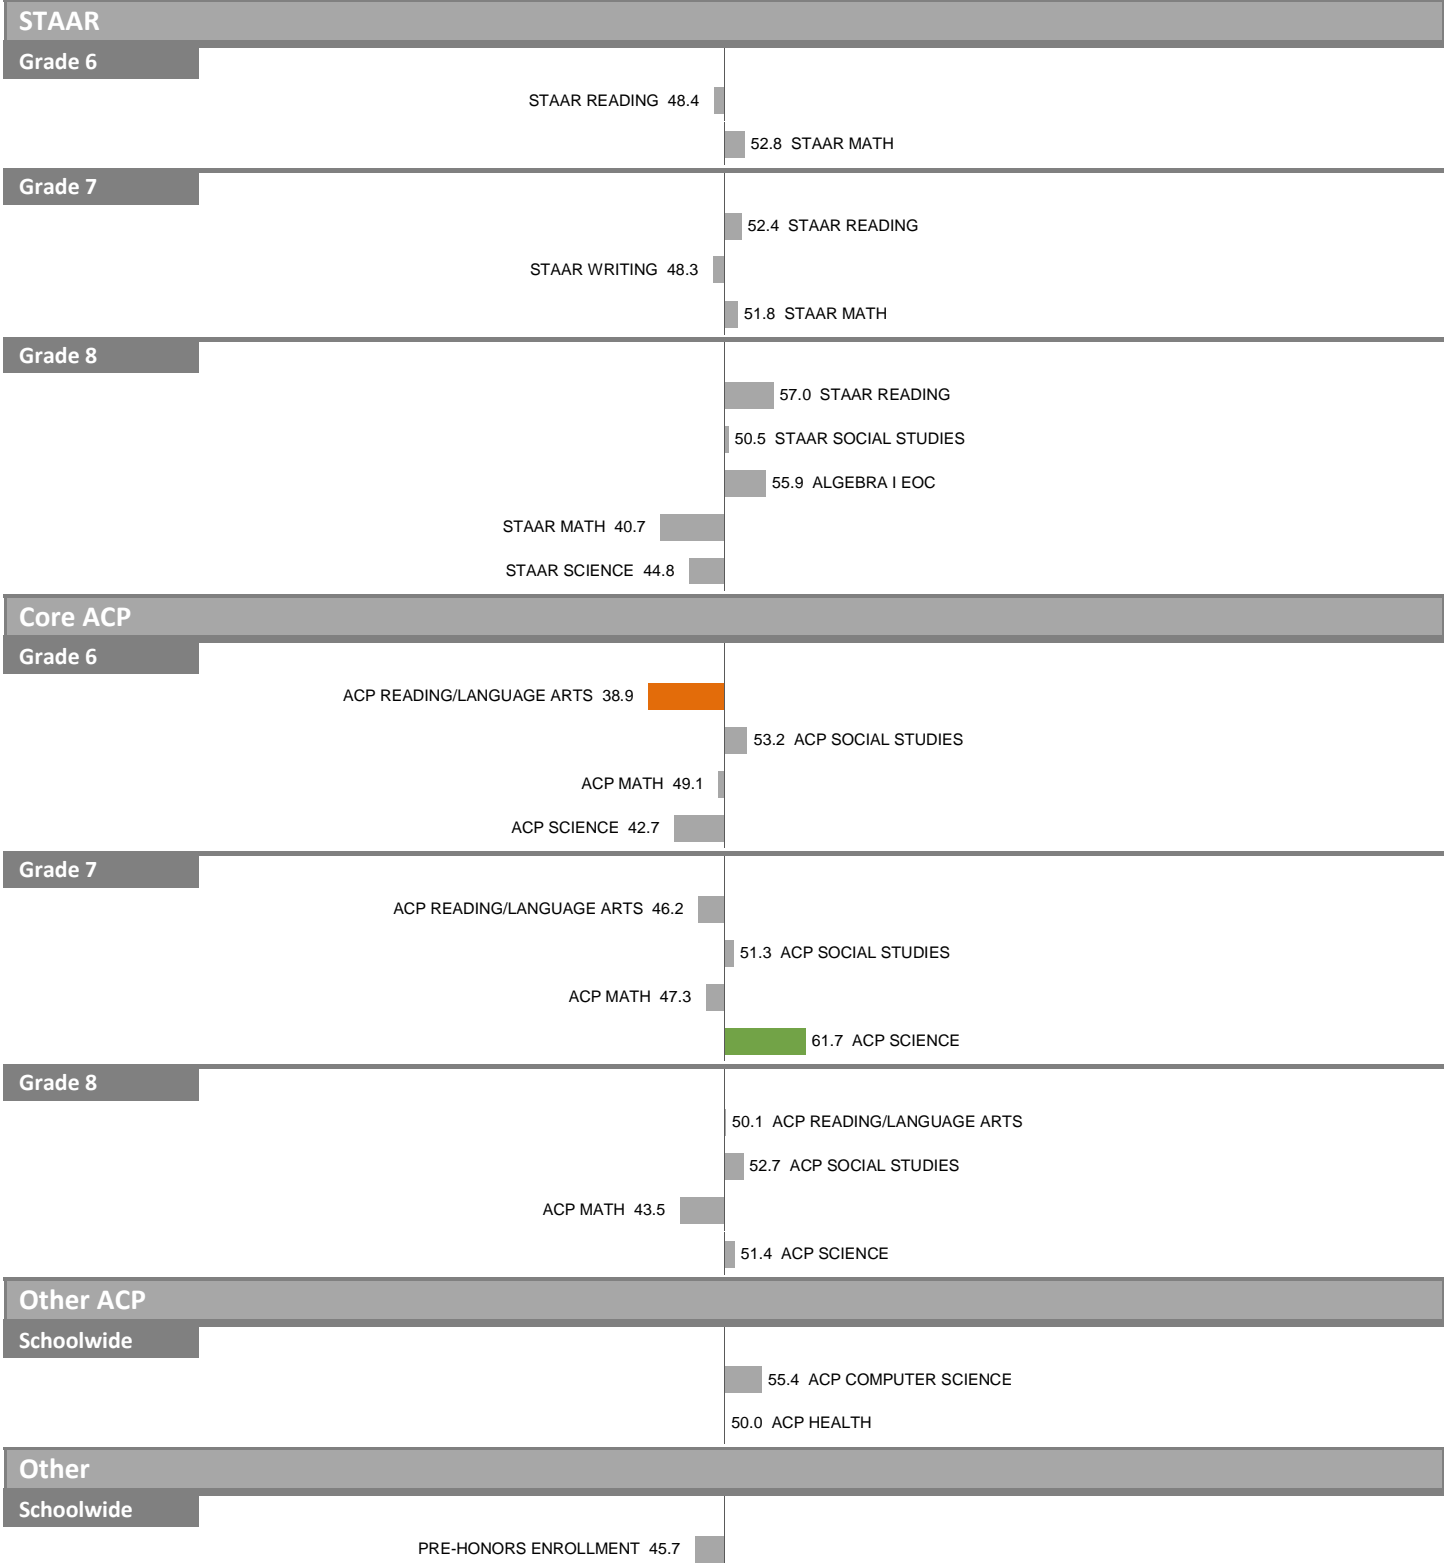 STAAR
Grade 6
STAAR READING 48.4
52.8 STAAR MATH
Grade 7
52.4 STAAR READING
STAAR WRITING 48.3
51.8 STAAR MATH
Grade 8
57.0 STAAR READING
50.5 STAAR SOCIAL STUDIES
55.9 ALGEBRA I EOC
STAAR MATH 40.7
STAAR SCIENCE 44.8
Core ACP
Grade 6
ACP READING/LANGUAGE ARTS 38.9
53.2 ACP SOCIAL STUDIES
ACP MATH 49.1
ACP SCIENCE 42.7
Grade 7
ACP READING/LANGUAGE ARTS 46.2
51.3 ACP SOCIAL STUDIES
ACP MATH 47.3
61.7 ACP SCIENCE
Grade 8
50.1 ACP READING/LANGUAGE ARTS
52.7 ACP SOCIAL STUDIES
ACP MATH 43.5
51.4 ACP SCIENCE
Other ACP
Schoolwide
55.4 ACP COMPUTER SCIENCE
50.0 ACP HEALTH
Other
Schoolwide
PRE-HONORS ENROLLMENT 45.7